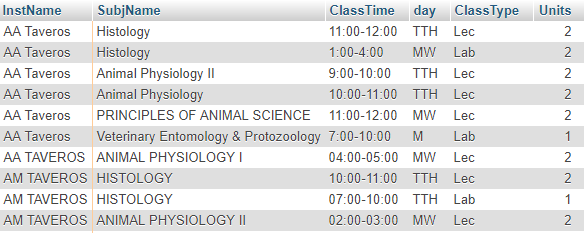 InstName SubjName ClassTime day ClassType Units
AA Taveros Histology 11:00-12:00 TTH Lec 2
AA Taveros Histology 1:00-4:00 MW Lab 2
AA Taveros Animal Physiology II 9:00-10:00 TTH Lec 2
AA Taveros Animal Physiology 10:00-11:00 TTH Lec 2
AA Taveros PRINCIPLES OF ANIMAL SCIENCE 11:00-12:00 MW Lec 2
AA Taveros Veterinary Entomology & Protozoology 7:00-10:00 M Lab 1
AA TAVEROS ANIMAL PHYSIOLOGY I 04:00-05:00 MW Lec 2
AM TAVEROS HISTOLOGY 10:00-11:00 TTH Lec 2
AM TAVEROS HISTOLOGY 07:00-10:00 TTH Lab 1
AM TAVEROS ANIMAL PHYSIOLOGY II 02:00-03:00 MW Lec 2